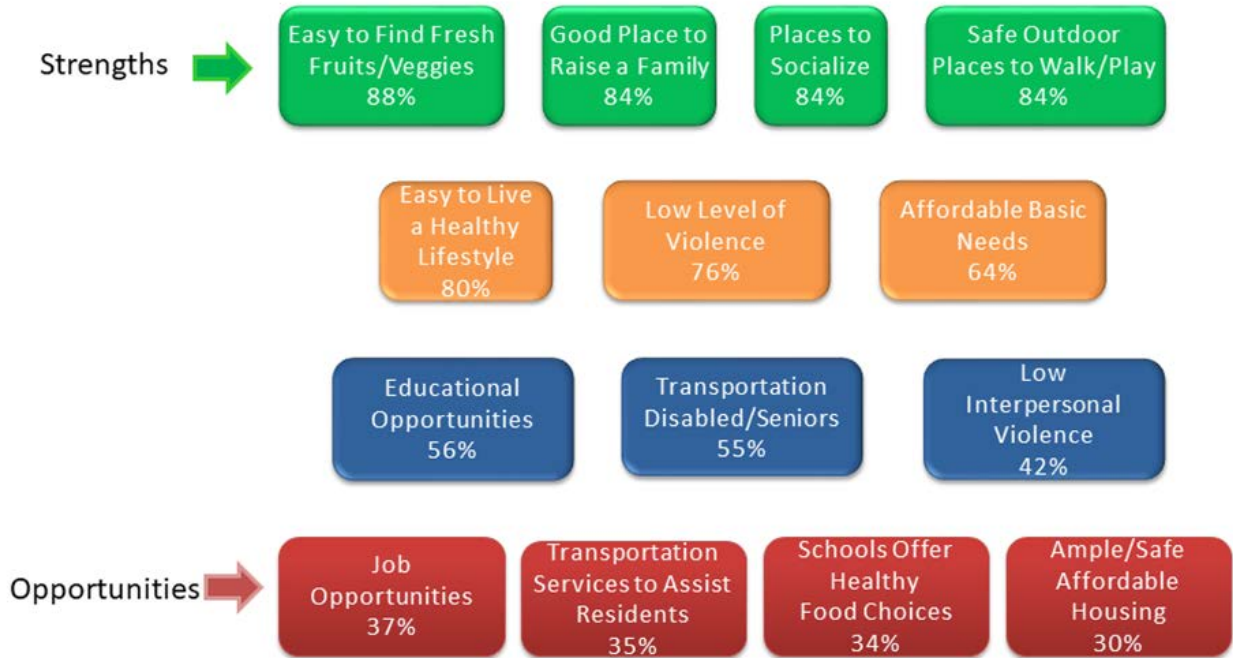 Strengths
Easy to Find Fresh
Fruits/Veggies
88%
Good Place to
Raise a Family
84%
Places to
Socialize
84%
Safe Outdoor
Places to Walk/Play
84%
Easy to Live
a Healthy
Lifestyle
80%
Low Level of
Violence
76%
Affordable Basic
Needs
64%
Educational
Opportunities
56%
Transportation
Disabled/Seniors
55%
Low
Interpersonal
Violence
42%
Opportunities
Job
Opportunities
37%
Transportation
Services to Assist
Residents
35%
Schools Offer
Healthy
Food Choices
34%
Ample/Safe
Affordable
Housing
30%